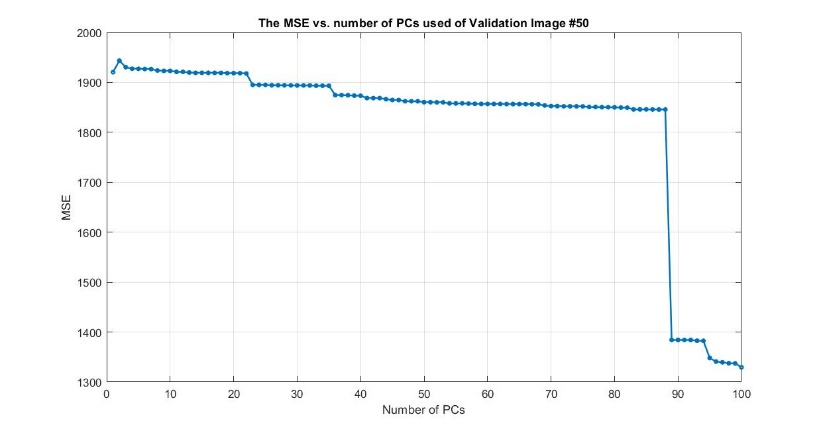 The MSE vs. number of PCs used of Validation Image #50
2000
1900
1800
1700
1600
1500
1400
1300
MSE
0 10 20 30 40 50 60 70 80 90 100
Number of PCs